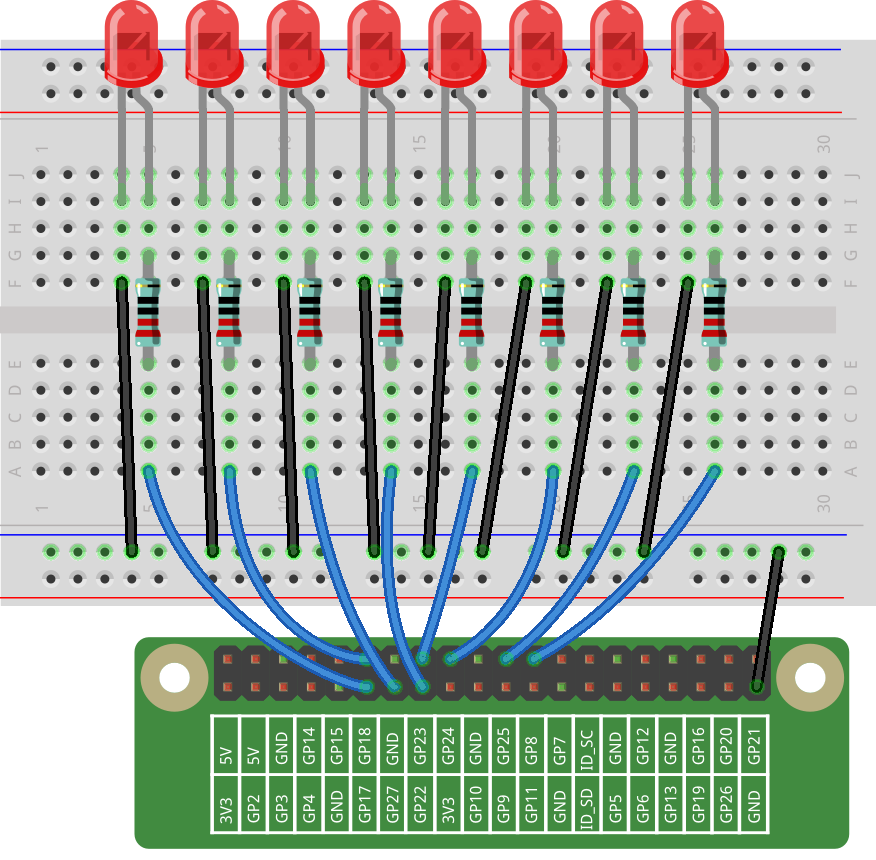 1 5 10 15 20 25 30
J J
I I
H H
G G
F F
E E
D D
C C
B B
A A
1 5 10 15 25 30
5V 5V GND GP14 GP15 GP18 GND GP23 GP24 GND GP25 GP8 GP7 ID_SC GND GP12 GND GP16 GP20 GP21
3V3 GP2 GP3 GP4 GND GP17 GP27 GP22 3V3 GP10 GP9 GP11 GND ID_SD GP5 GP6 GP13 GP19 GP26 GND